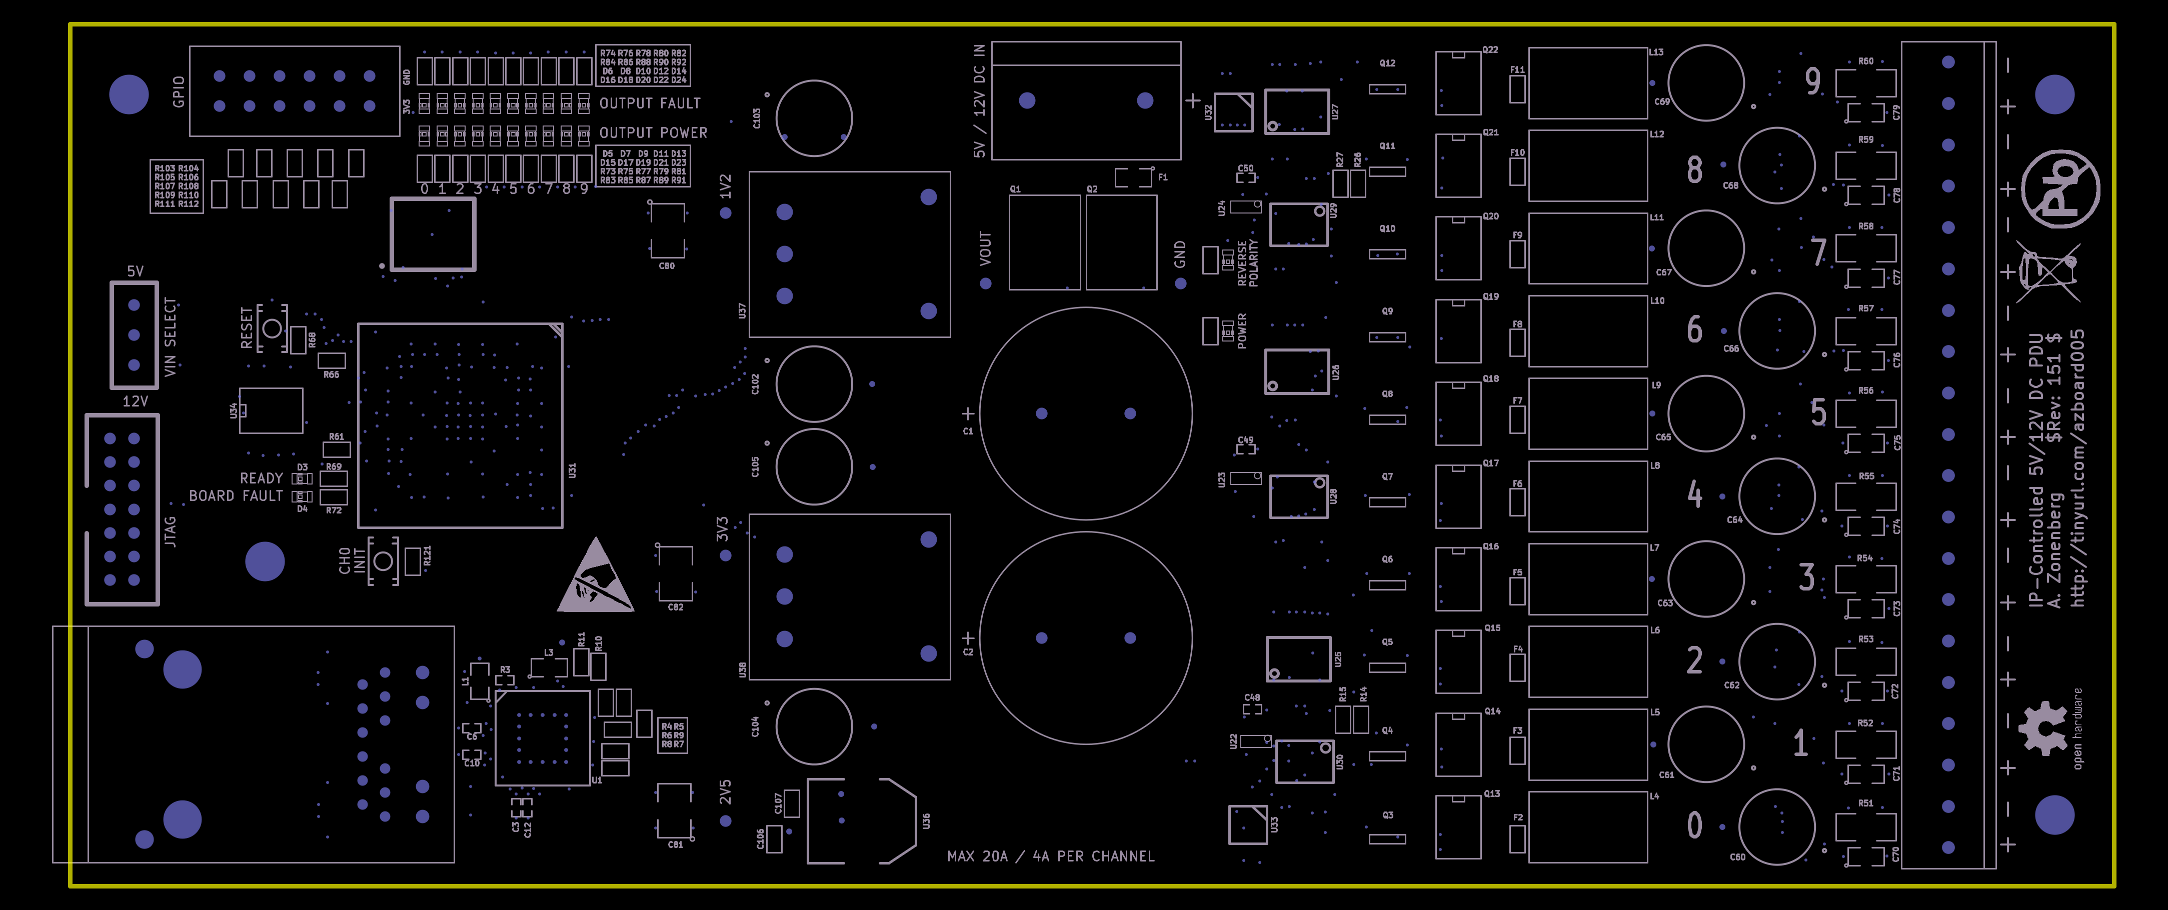 GPIO
GND
3V3
R74 R76 R78 R80 R82
R84 R86 R88 R90 R92
D6 D8 D10 D12 D14
D16 D18 D20 D22 D24
OUTPUT FAULT
OUTPUT POWER
D5 D7 D9 D11 D13
D15 D17 D19 D21 D23
R73 R75 R77 R79 R81
R83 R85 R87 R89 R91
0 1 2 3 4 5 6 7 8 9
R103 R104
R105 R106
R107 R108
R109 R110
R111 R112
5V
VIN SELECT
12V
RESET
R68
R66
U34
R61
D3
R69
READY
BOARD FAULT
D4
R72
U31
JTAG
CH0
INIT
R121
L1
R3
L3
R11
R10
C6
C10
U1
C3
C12
R4 R5
R6 R9
R8 R7
C103
1V2
C80
U37
C102
C105
3V3
C82
U38
C104
2V5
C81
C107
C106
U36
5V / 12V DC IN
+
F1
Q1
Q2
VOUT
GND
+
C1
+
C2
MAX 20A / 4A PER CHANNEL
U32
U27
C50
R27
R26
U24
U29
REVERSE
POLARITY
POWER
U26
C49
U23
U28
U25
C48
R15
R14
U22
U30
U33
Q12
Q11
Q10
Q9
Q8
Q7
Q6
Q5
Q4
Q3
Q22
Q21
Q20
Q19
Q18
Q17
Q16
Q15
Q14
Q13
F11
F10
F9
F8
F7
F6
F5
F4
F3
F2
L13
L12
L11
L10
L9
L8
L7
L6
L5
L4
C69
C68
C67
C66
C65
C64
C63
C62
C61
C60
9
8
7
6
5
4
3
2
1
0
R60
R59
R58
R57
R56
R55
R54
R53
R52
R51
C79
C78
C77
C76
C75
C74
C73
C72
C71
C70
Pb
IP-Controlled 5V/12V DC PDU
A. Zonenberg $Rev: 151 $
http://tinyurl.com/azboard005
open hardware